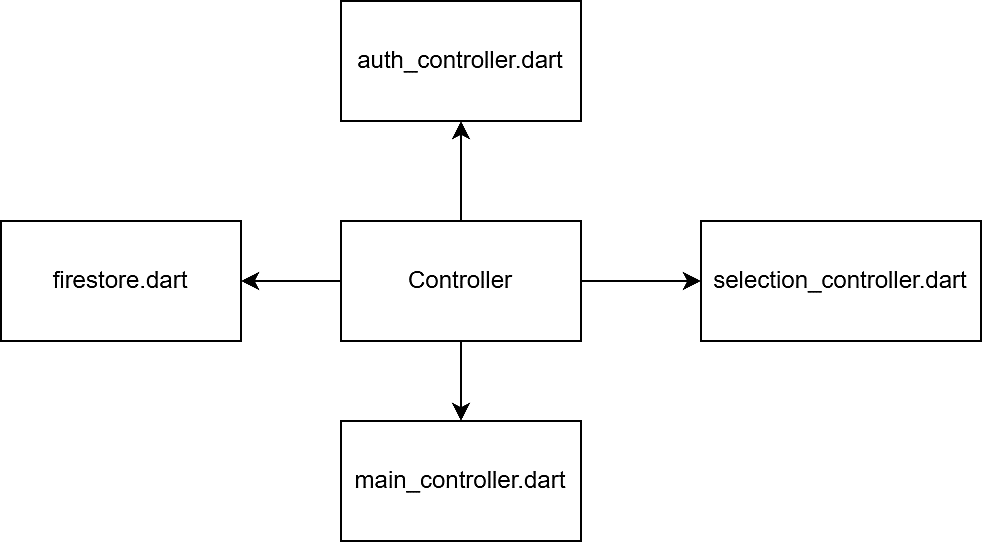 auth_controller.dart
firestore.dart
Controller
selection_controller.dart
main_controller.dart